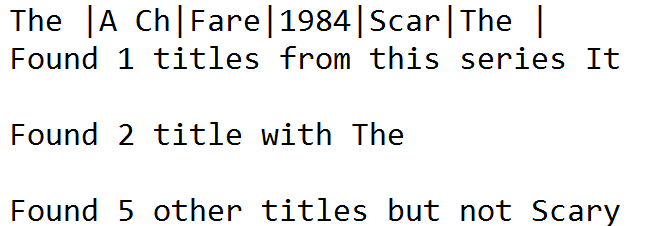 The |A Ch|Fare|1984|Scar|The |
Found 1 titles from this series It
Found 2 title with The
Found 5 other titles but not Scary